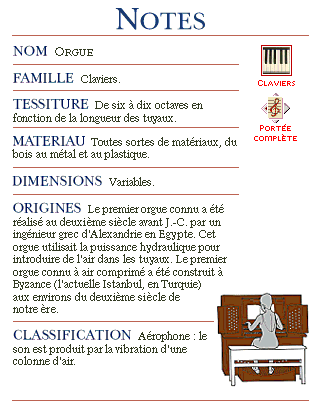 NOTES
NOM ORGUE
FAMILLE Claviers.
TESSITURE De six à dix octaves en
fonction de la longueur des tuyaux.
MATERIAU Toutes sortes de matériaux, du
bois au métal et au plastique.
DIMENSIONS Variables.
ORIGINES Le premier orgue connu a été
réalisé au deuxième siècle avant J.-C. par un
ingénieur grec d'Alexandrie en Egypte. Cet
orgue utilisait la puissance hydraulique pour
introduire de l'air dans les tuyaux. Le premier
orgue connu à air comprimé a été construit à
Byzance (l'actuelle Istanbul, en Turquie)
aux environs du deuxième siècle de
notre ère.
CLASSIFICATION Aérophone : le
son est produit par la vibration d'une
colonne d'air.
CLAVIERS
PORTÉE
COMPLÈTE